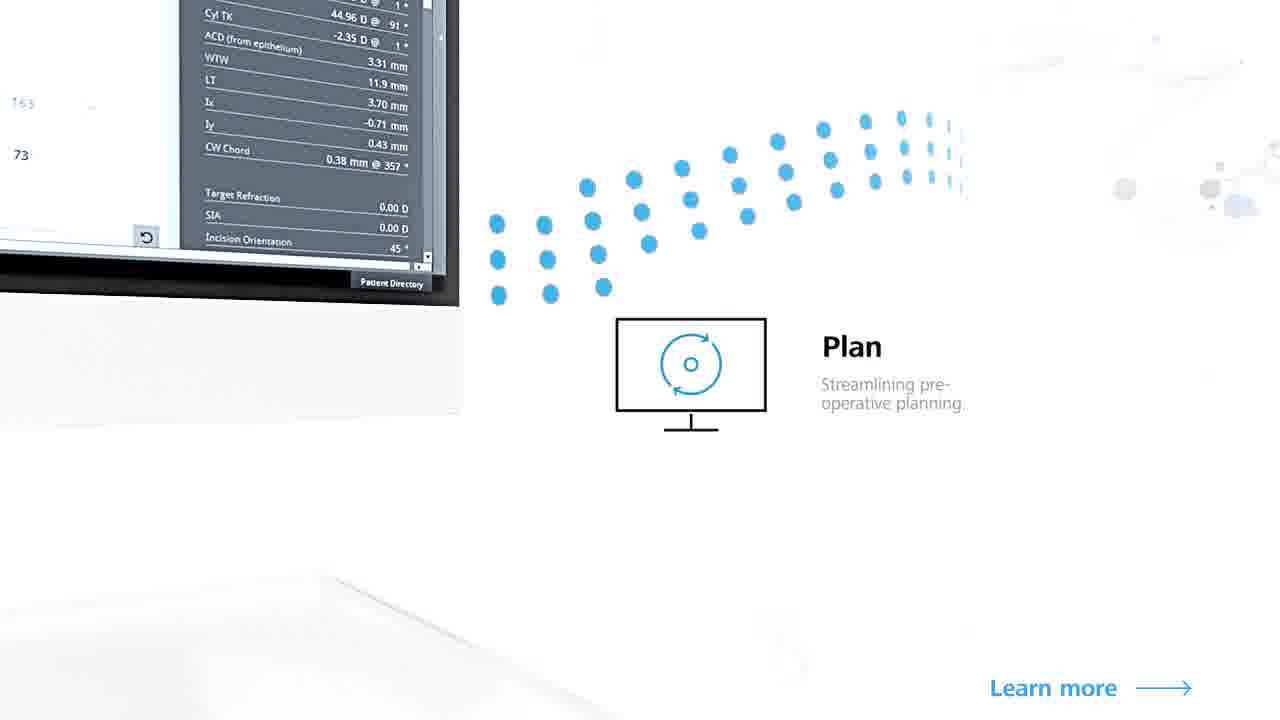 1 °
Cyl TK
44.96 D @ 91 °
-2.35 D @ 1 °
ACD (from epithelium)
3.31 mm
WTW
11.9 mm
LT
3.70 mm
Ix
-0.71 mm
Iy
0.43 mm
CW Chord
0.38 mm @ 357 °
Target Refraction
0.00 D
SIA
0.00 D
Incision Orientation
45 °
163
73
Patient Directory
Plan
Streamlining pre-
operative planning.
Learn more